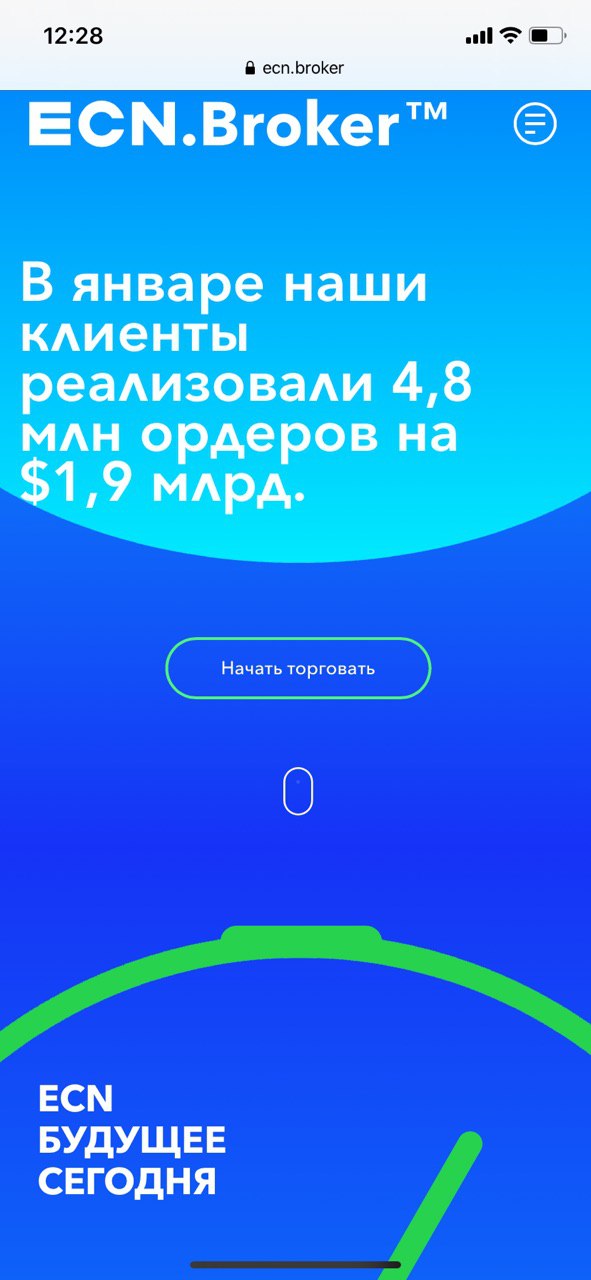 12:28
ecn.broker
ECN.Broker™
В январе наши
клиенты
реализовали 4,8
млн ордеров на
$1,9 млрд.
Начать торговать
ECN
БУДУЩЕЕ
СЕГОДНЯ